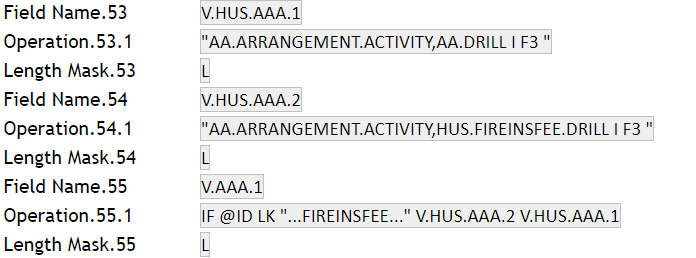 Field Name.53 V.HUS.AAA.1
Operation.53.1 "AA.ARRANGEMENT.ACTIVITY,AA.DRILL I F3 "
Length Mask.53 L
Field Name.54 V.HUS.AAA.2
Operation.54.1 "AA.ARRANGEMENT.ACTIVITY,HUS.FIREINSFEE.DRILL I F3 "
Length Mask.54 L
Field Name.55 V.AAA.1
Operation.55.1 IF @ID LK "...FIREINSFEE..." V.HUS.AAA.2 V.HUS.AAA.1
Length Mask.55 L